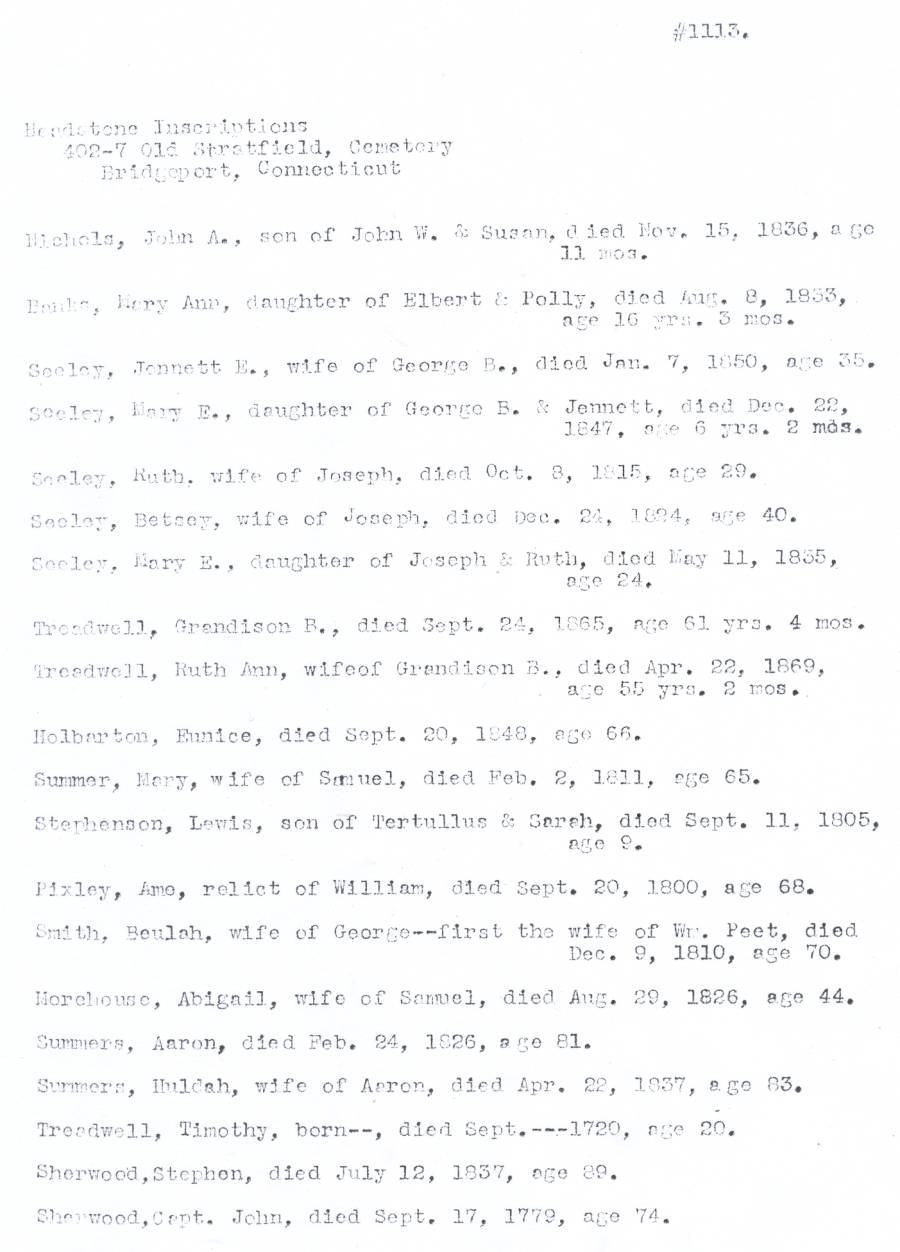 #1113.
Headstone Inscriptions
402-7 Old Stratfield, Cemetery
Bridgeport, Connecticut
Nichols, John A., son of John W. & Susan, died Nov. 15, 1836, age
11 mos.
Banks, Mary Ann, daughter of Elbert & Polly, died Aug. 8, 1833,
age 16 yrs. 3 mos.
Seeley, Jennett E., wife of George B., died Jan. 7, 1850, age 35.
Seeley, Mary E., daughter of George B. & Jennett, died Dec. 22,
1847, age 6 yrs. 2 mos.
Seeley, Ruth, wife of Joseph, died Oct. 8, 1815, age 29.
Seeley, Betsey, wife of Joseph, died Dec. 24, 1824, age 40.
Seeley, Mary E., daughter of Joseph & Ruth, died May 11, 1835,
age 24.
Treadwell, Grandison B., died Sept. 24, 1865, age 61 yrs. 4 mos.
Treadwell, Ruth Ann, wifeof Grandison B., died Apr. 22, 1869,
age 55 yrs. 2 mos.
Holbarton, Eunice, died Sept. 20, 1848, age 66.
Summer, Mary, wife of Samuel, died Feb. 2, 1811, age 65.
Stephenson, Lewis, son of Tertullus & Sarah, died Sept. 11, 1805,
age 9.
Pixley, Ame, relict of William, died Sept. 20, 1800, age 68.
Smith, Beulah, wife of George--first the wife of Wm. Peet, died
Dec. 9, 1810, age 70.
Morehouse, Abigail, wife of Samuel, died Aug. 29, 1826, age 44.
Summers, Aaron, died Feb. 24, 1826, age 81.
Summers, Huldah, wife of Aaron, died Apr. 22, 1837, age 83.
Treadwell, Timothy, born--, died Sept.---1720, age 20.
Sherwood,Stephen, died July 12, 1837, age 89.
Sherwood,Capt. John, died Sept. 17, 1779, age 74.